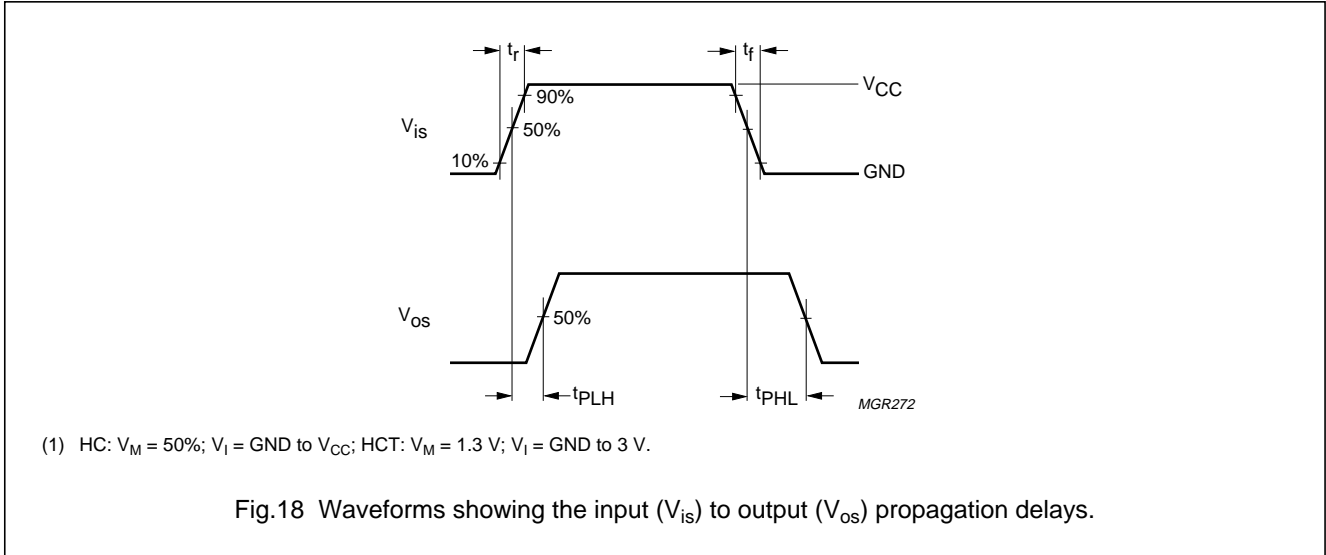 tr
tf
VCC
90%
Vis
50%
10%
GND
Vos
50%
tPLH
tPHL
MGR272
(1) HC: VM = 50%; VI = GND to VCC; HCT: VM = 1.3 V; VI = GND to 3 V.
Fig.18 Waveforms showing the input (Vis) to output (Vos) propagation delays.